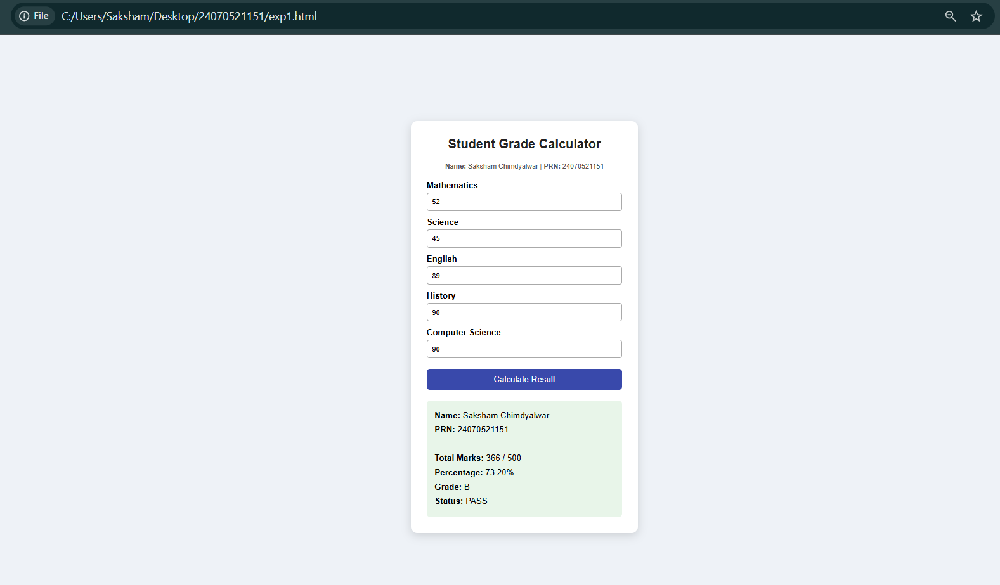 File C:/Users/Saksham/Desktop/24070521151/exp1.html
Student Grade Calculator
Name: Saksham Chimdyalwar | PRN: 24070521151
Mathematics
52
Science
45
English
89
History
90
Computer Science
90
Calculate Result
Name: Saksham Chimdyalwar
PRN: 24070521151
Total Marks: 366 / 500
Percentage: 73.20%
Grade: B
Status: PASS